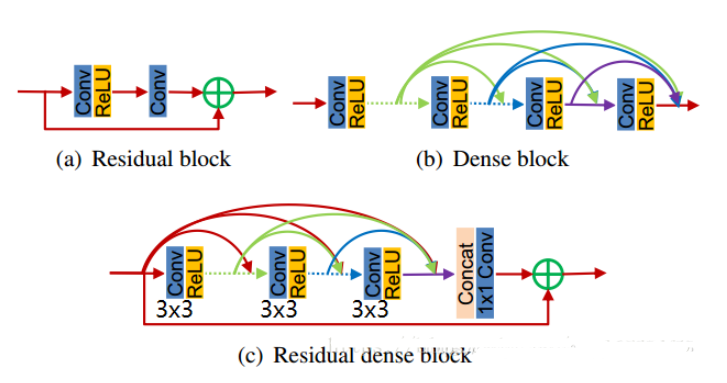 Conv ReLU Conv
(a) Residual block
Conv ReLU Conv ReLU Conv ReLU Conv ReLU
(b) Dense block
Conv ReLU Conv ReLU Conv ReLU Concat 1x1 Conv
3x3 3x3 3x3
(c) Residual dense block